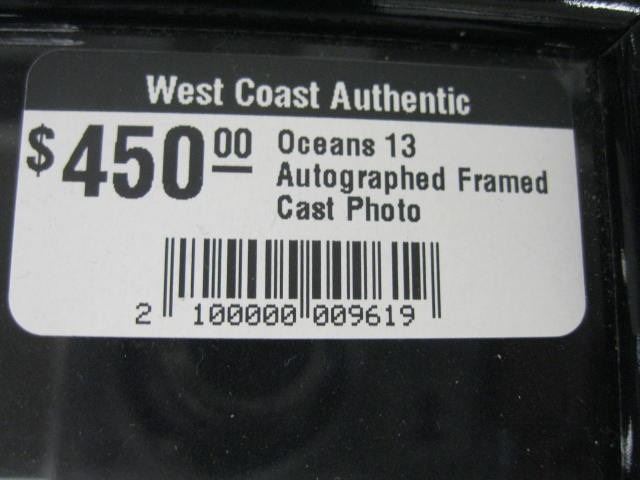 West Coast Authentic
$450.00 Oceans 13
Autographed Framed
Cast Photo
2 100000 009619